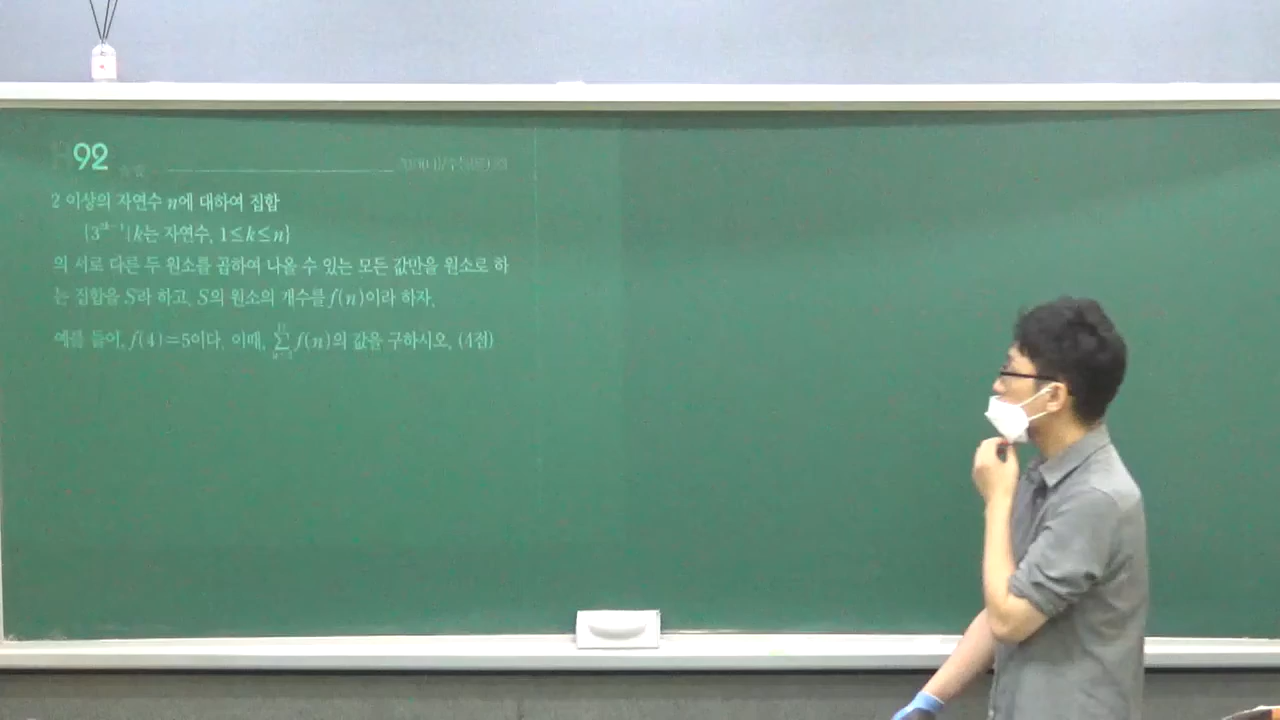 92
2 이상의 자연수 n에 대하여 집합
{3²ᵏ⁻¹|k는 자연수, 1≤k≤n}
의 서로 다른 두 원소를 곱하여 나올 수 있는 모든 값만을 원소로 하
는 집합을 S라 하고, S의 원소의 개수를 f(n)이라 하자.
예를 들어, f(4)=5이다. 이때, ∑ f(n)의 값을 구하시오. (4점)